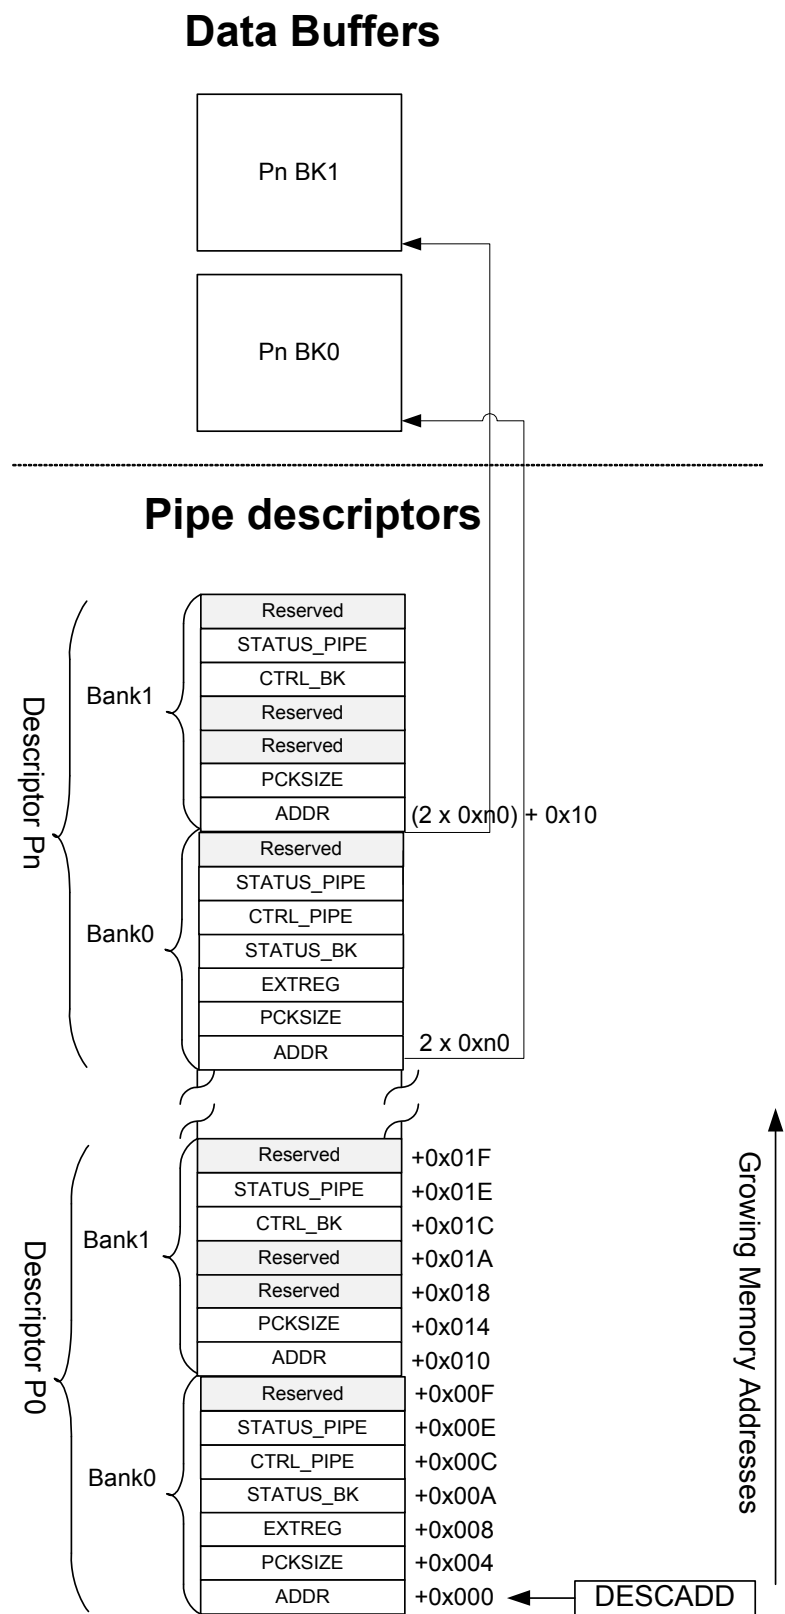 Data Buffers
Pn BK1
Pn BK0
Pipe descriptors
Descriptor Pn
Bank1
Reserved
STATUS_PIPE
CTRL_BK
Reserved
Reserved
PCKSIZE
ADDR (2 x 0xn0) + 0x10
Bank0
Reserved
STATUS_PIPE
CTRL_PIPE
STATUS_BK
EXTREG
PCKSIZE
ADDR 2 x 0xn0
Descriptor P0
Bank1
Reserved +0x01F
STATUS_PIPE +0x01E
CTRL_BK +0x01C
Reserved +0x01A
Reserved +0x018
PCKSIZE +0x014
ADDR +0x010
Bank0
Reserved +0x00F
STATUS_PIPE +0x00E
CTRL_PIPE +0x00C
STATUS_BK +0x00A
EXTREG +0x008
PCKSIZE +0x004
ADDR +0x000 DESCADD
Growing Memory Addresses